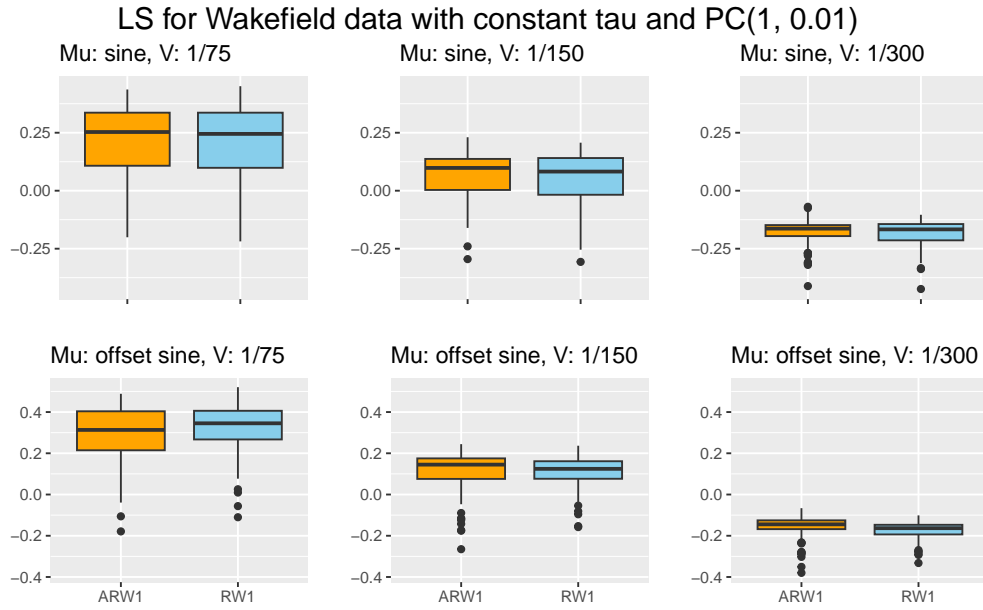 LS for Wakefield data with constant tau and PC(1, 0.01)
Mu: sine, V: 1/75
Mu: sine, V: 1/150
Mu: sine, V: 1/300
0.25
0.00
−0.25
0.25
0.00
−0.25
0.25
0.00
−0.25
Mu: offset sine, V: 1/75
Mu: offset sine, V: 1/150
Mu: offset sine, V: 1/300
0.4
0.2
0.0
−0.2
−0.4
0.4
0.2
0.0
−0.2
−0.4
0.4
0.2
0.0
−0.2
−0.4
ARW1 RW1
ARW1 RW1
ARW1 RW1